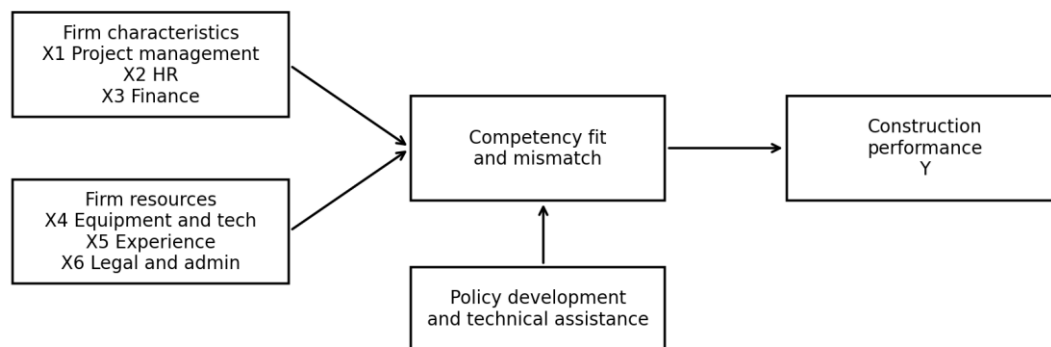 Firm characteristics
X1 Project management
X2 HR
X3 Finance
Firm resources
X4 Equipment and tech
X5 Experience
X6 Legal and admin
Competency fit
and mismatch
Policy development
and technical assistance
Construction
performance
Y